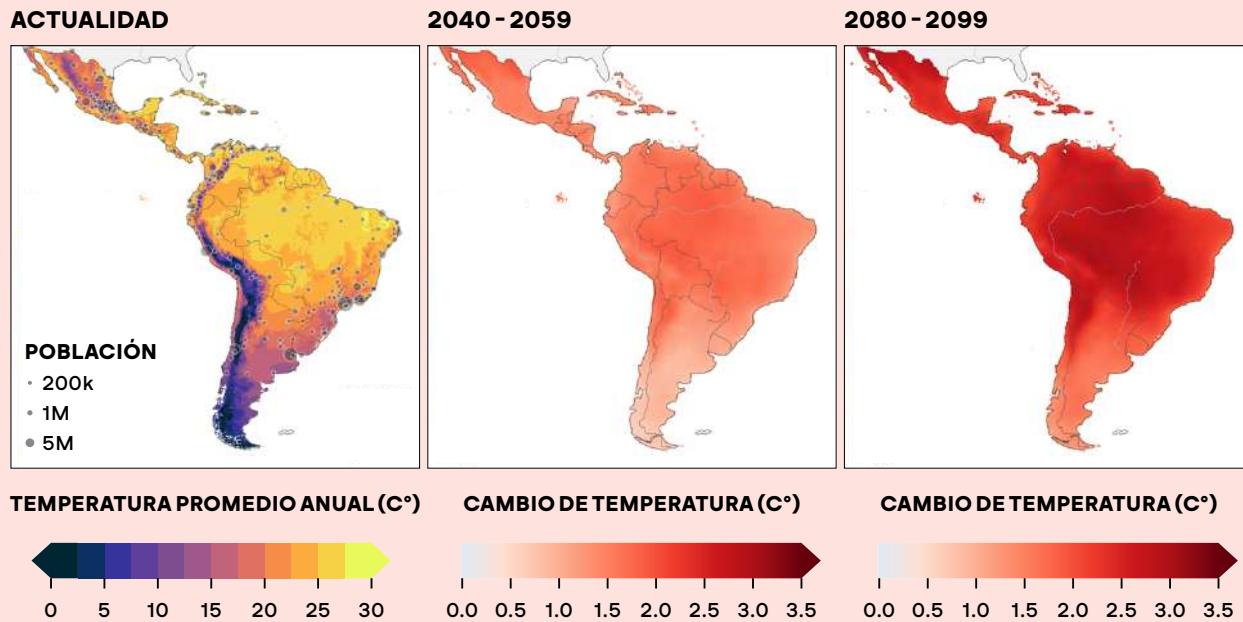 ACTUALIDAD
2040 - 2059
2080 - 2099
POBLACIÓN
200k
1M
5M
TEMPERATURA PROMEDIO ANUAL (C°)
0 5 10 15 20 25 30
CAMBIO DE TEMPERATURA (C°)
0.0 0.5 1.0 1.5 2.0 2.5 3.0 3.5
CAMBIO DE TEMPERATURA (C°)
0.0 0.5 1.0 1.5 2.0 2.5 3.0 3.5